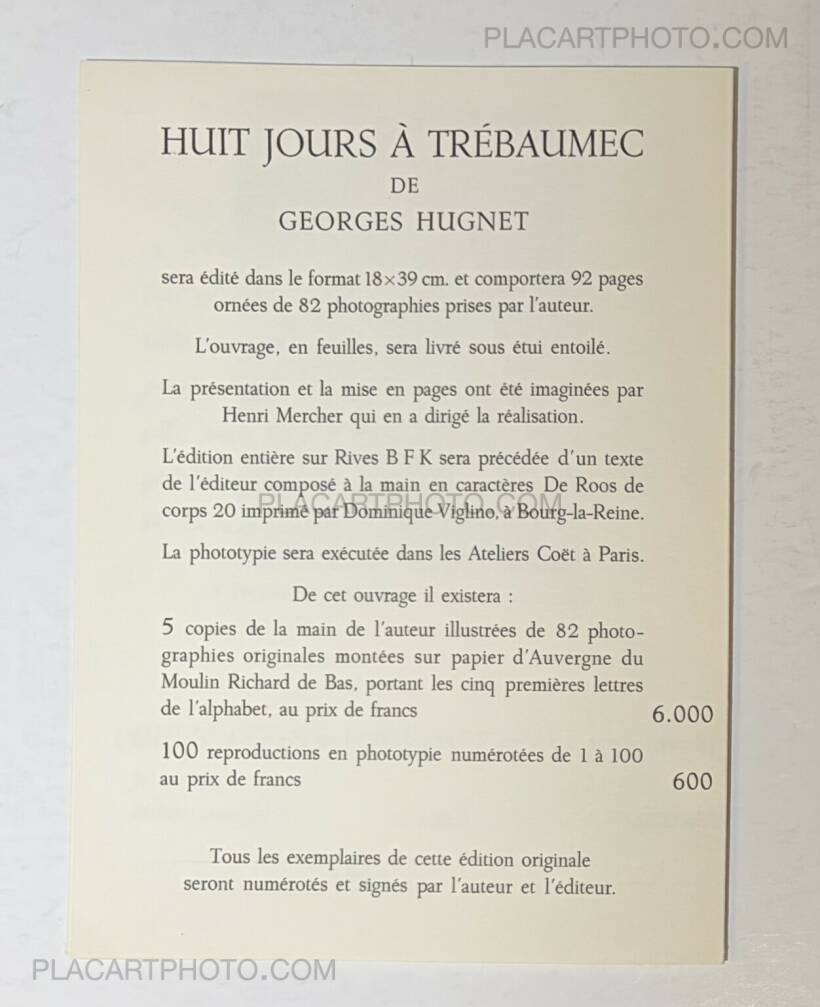 PLACARTPHOTO.COM
HUIT JOURS À TRÉBAUMEC
DE
GEORGES HUGNET
sera édité dans le format 18×39 cm. et comportera 92 pages
ornées de 82 photographies prises par l'auteur.
L'ouvrage, en feuilles, sera livré sous étui entoilé.
La présentation et la mise en pages ont été imaginées par
Henri Mercher qui en a dirigé la réalisation.
L'édition entière sur Rives B F K sera précédée d'un texte
de l'éditeur composé à la main en caractères De Roos de
PLACARTPHOTO.COM
corps 20 imprimé par Dominique Viglino, à Bourg-la-Reine.
La phototypie sera exécutée dans les Ateliers Coët à Paris.
De cet ouvrage il existera :
5 copies de la main de l'auteur illustrées de 82 photo-
graphies originales montées sur papier d'Auvergne du
Moulin Richard de Bas, portant les cinq premières lettres
de l'alphabet, au prix de francs 6.000
100 reproductions en phototypie numérotées de 1 à 100
au prix de francs 600
Tous les exemplaires de cette édition originale
seront numérotés et signés par l'auteur et l'éditeur.
PLACARTPHOTO.COM